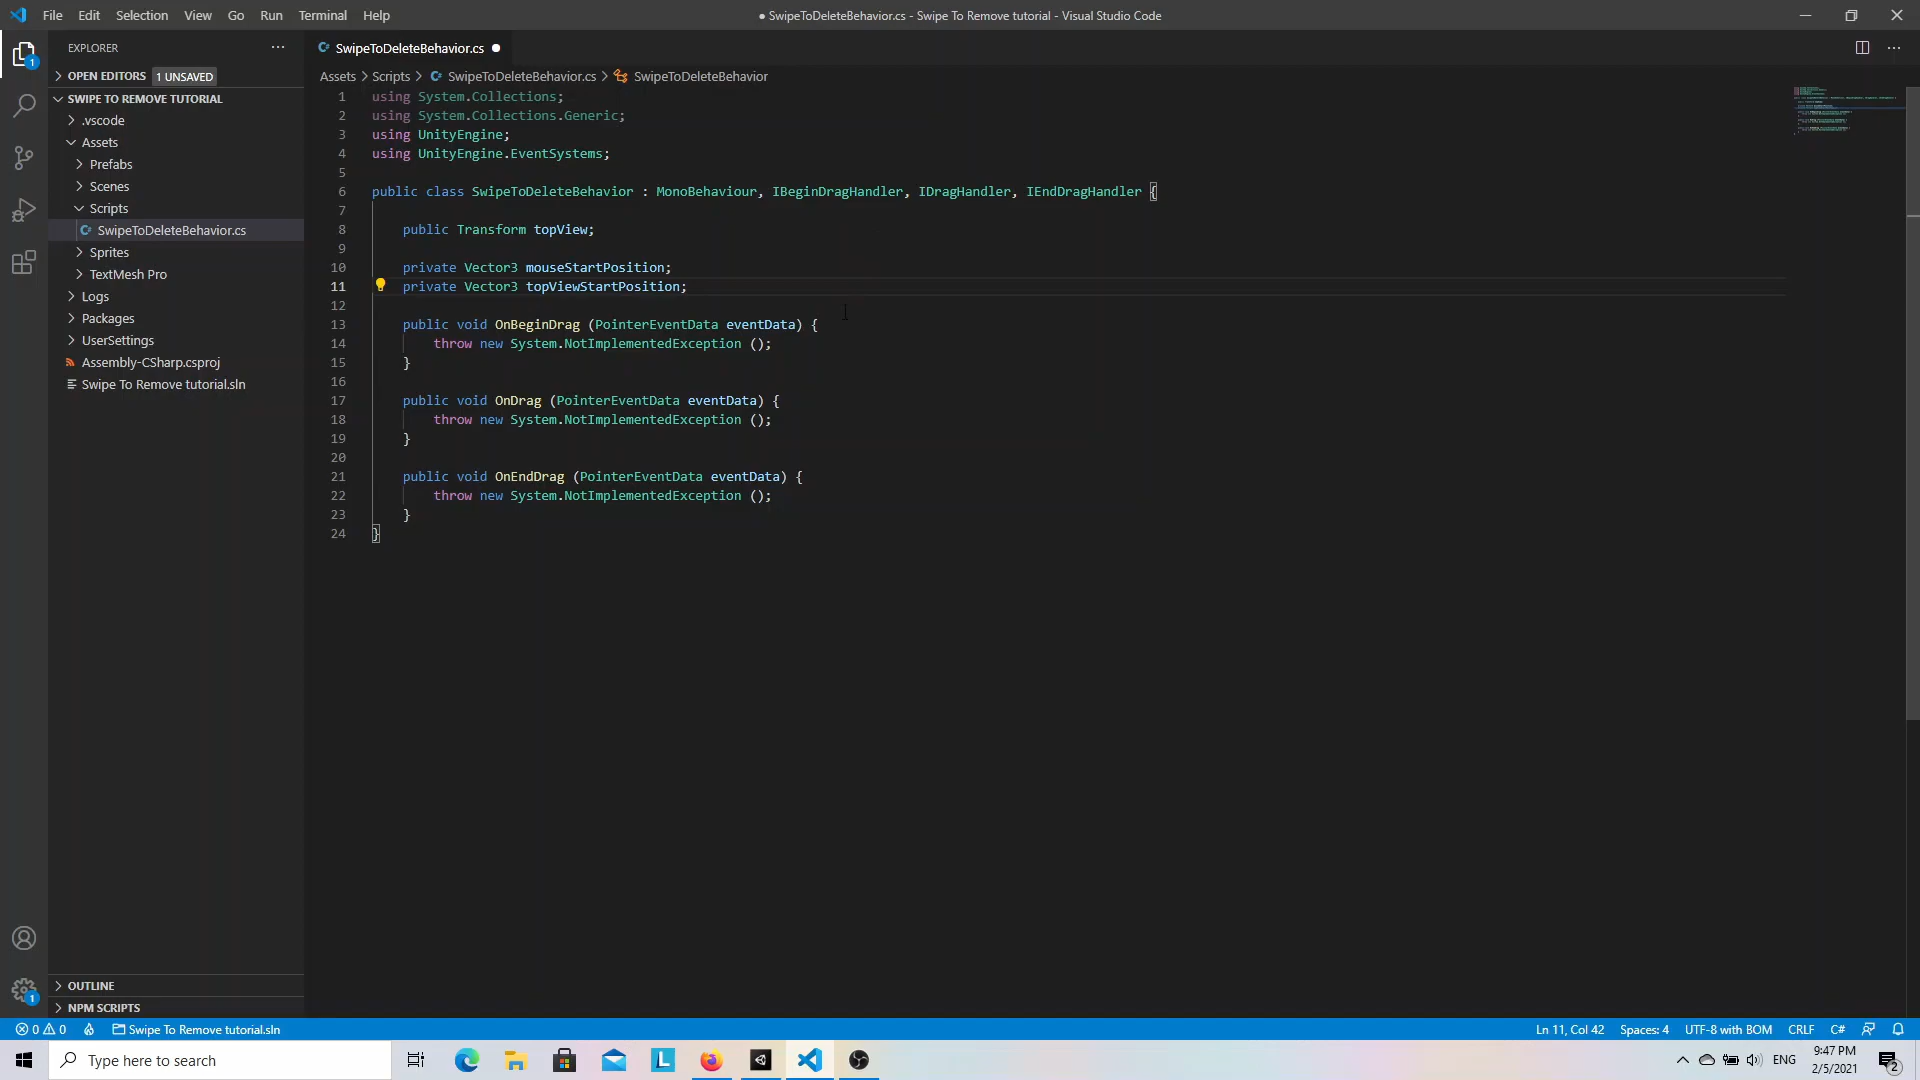 File Edit Selection View Go Run Terminal Help
● SwipeToDeleteBehavior.cs - Swipe To Remove tutorial - Visual Studio Code
EXPLORER
OPEN EDITORS 1 UNSAVED
SWIPE TO REMOVE TUTORIAL
.vscode
Assets
Prefabs
Scenes
Scripts
SwipeToDeleteBehavior.cs
Sprites
TextMesh Pro
Logs
Packages
UserSettings
Assembly-CSharp.csproj
Swipe To Remove tutorial.sln
OUTLINE
NPM SCRIPTS
SwipeToDeleteBehavior.cs
Assets > Scripts > SwipeToDeleteBehavior.cs > SwipeToDeleteBehavior
1 using System.Collections;
2 using System.Collections.Generic;
3 using UnityEngine;
4 using UnityEngine.EventSystems;
5
6 public class SwipeToDeleteBehavior : MonoBehaviour, IBeginDragHandler, IDragHandler, IEndDragHandler {
7
8 public Transform topView;
9
10 private Vector3 mouseStartPosition;
11 private Vector3 topViewStartPosition;
12
13 public void OnBeginDrag (PointerEventData eventData) {
14 throw new System.NotImplementedException ();
15 }
16
17 public void OnDrag (PointerEventData eventData) {
18 throw new System.NotImplementedException ();
19 }
20
21 public void OnEndDrag (PointerEventData eventData) {
22 throw new System.NotImplementedException ();
23 }
24 }
1
1
0 0 Swipe To Remove tutorial.sln
Ln 11, Col 42 Spaces: 4 UTF-8 with BOM CRLF C#
Type here to search
L
ENG
9:47 PM
2/5/2021
2